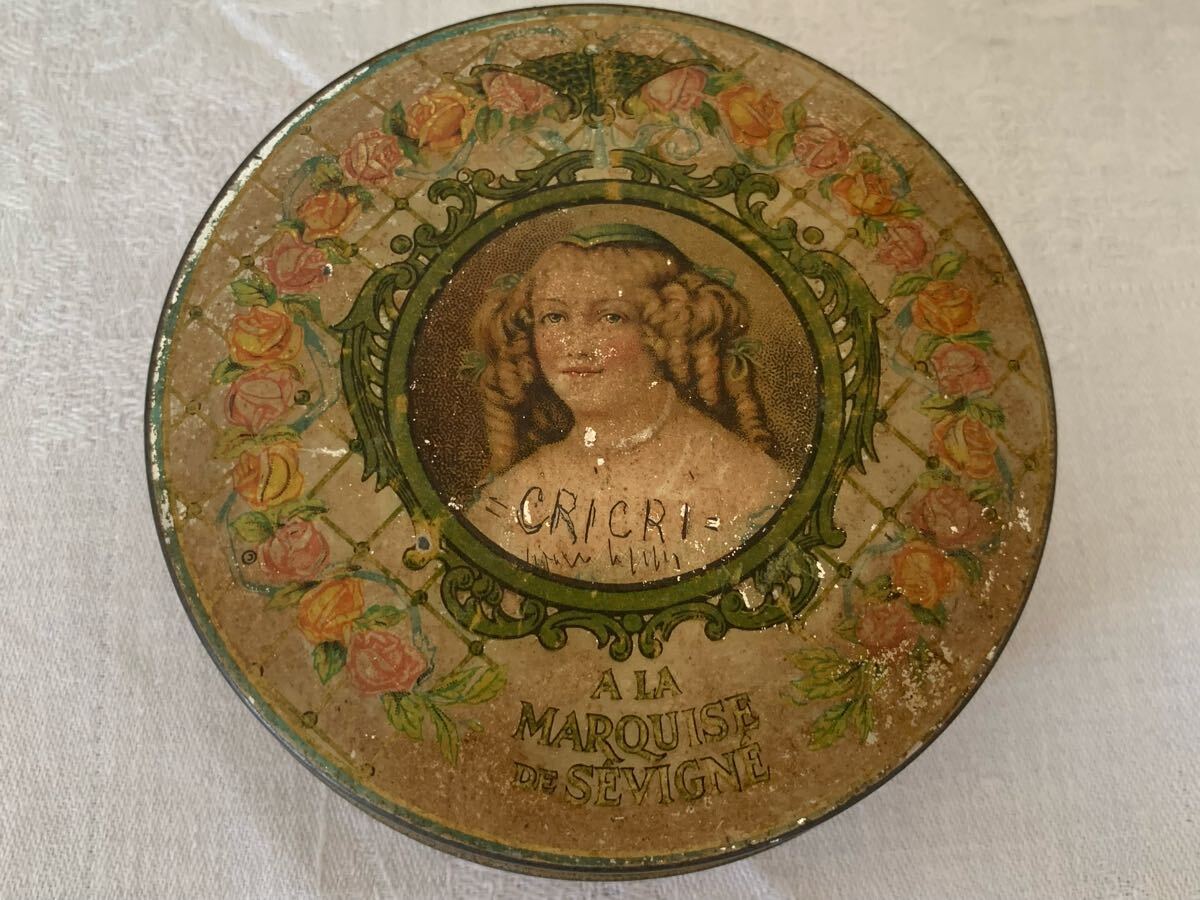 = CRICRI =
A LA
MARQUISE
DE SÉVIGNÉ